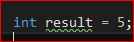 int result = 5;